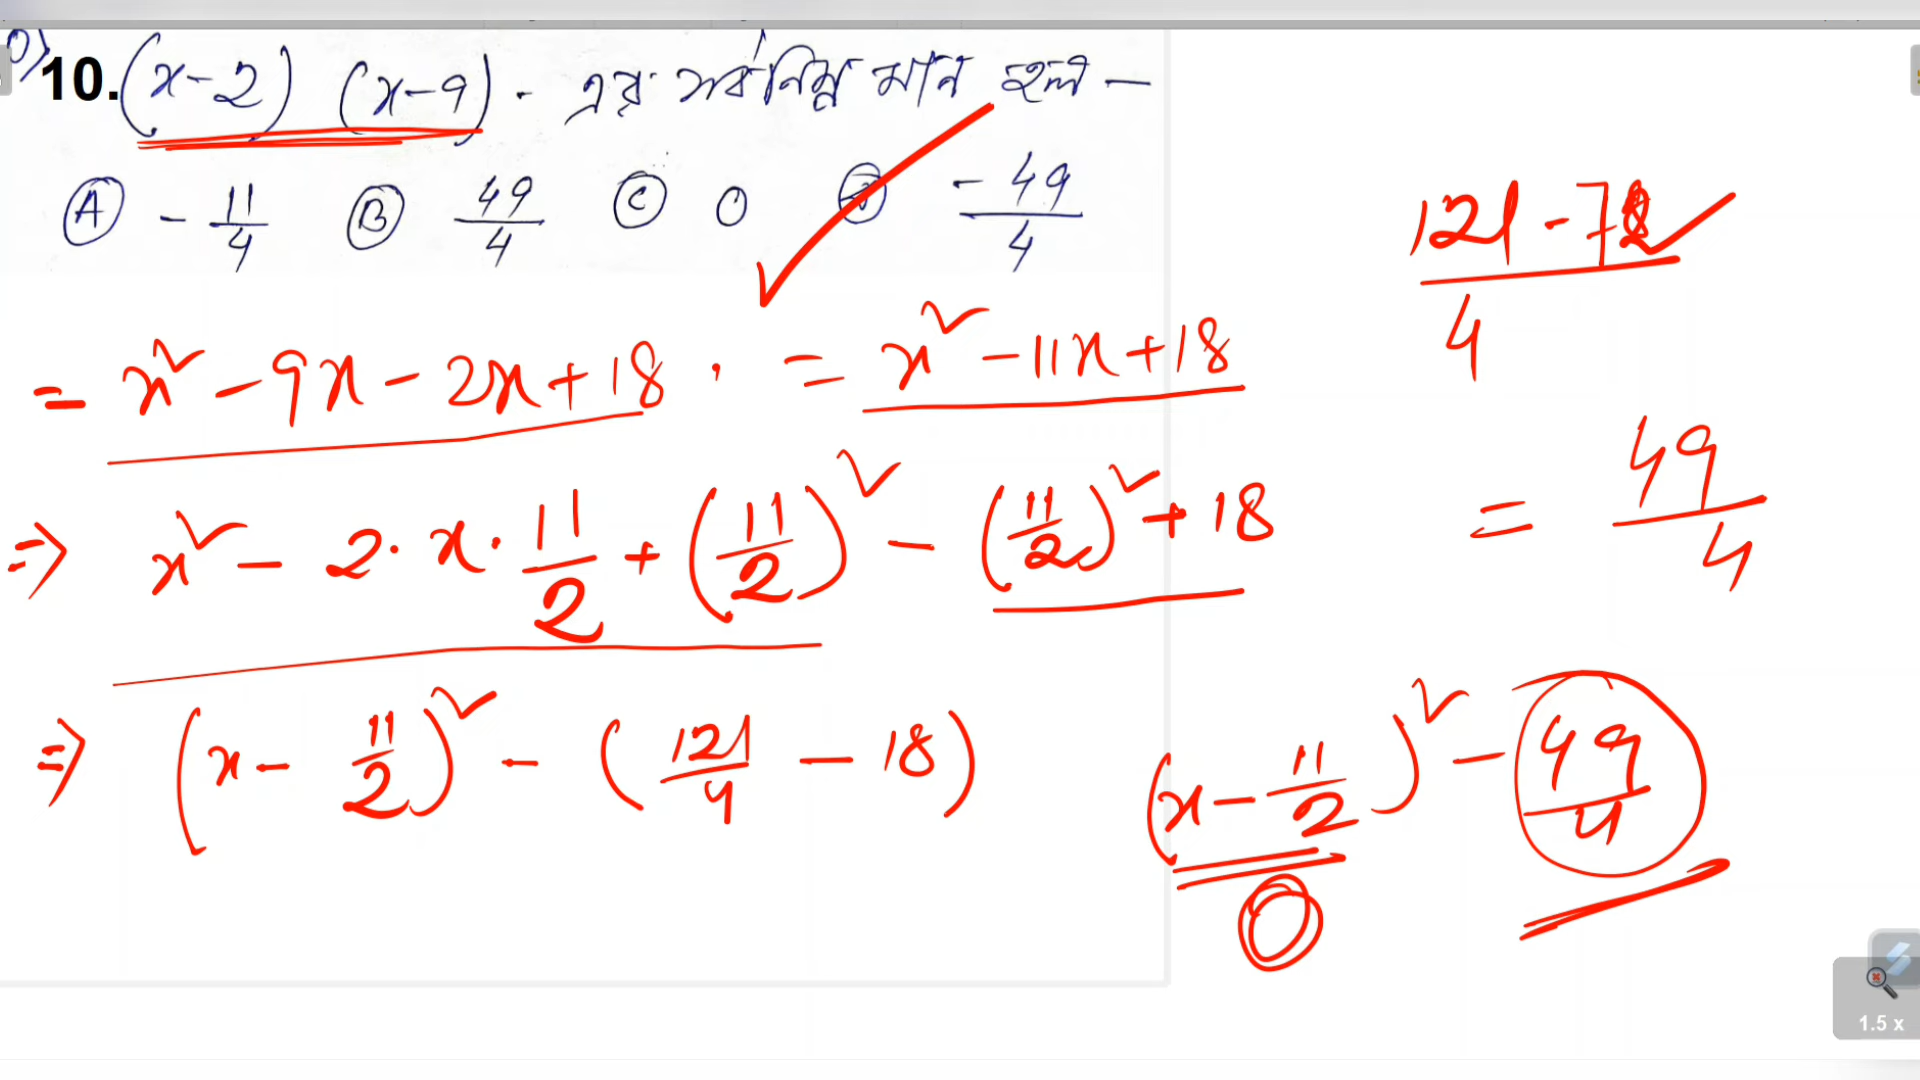 10. (x-2) (x-9) - এর সর্বনিম্ন মান হল —
Ⓐ -11/4 Ⓑ 49/4 Ⓒ 0 -49/4
(121-72)/4
= x² - 9x - 2x + 18 . = x² - 11x + 18
= 49/4
⇒ x² - 2·x·11/2 + (11/2)² - (11/2)² + 18
⇒ (x - 11/2)² - (121/4 - 18)
(x - 11/2)² - 49/4
0
1.5 x